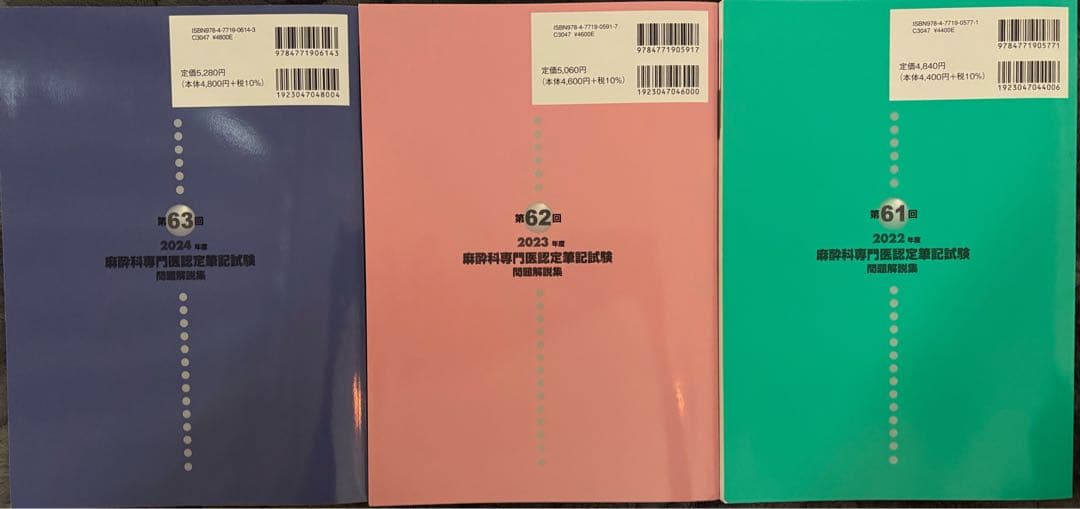 ISBN978-4-7719-0614-3
C3047 ¥4800E
9784771906143
定価5,280円
(本体4,800円+税10%)
1923047048004
第63回
2024年度
麻酔科専門医認定筆記試験
問題解説集
ISBN978-4-7719-0591-7
C3047 ¥4600E
9784771905917
定価5,060円
(本体4,600円+税10%)
1923047046000
第62回
2023年度
麻酔科専門医認定筆記試験
問題解説集
ISBN978-4-7719-0577-1
C3047 ¥4400E
9784771905771
定価4,840円
(本体4,400円+税10%)
1923047044006
第61回
2022年度
麻酔科専門医認定筆記試験
問題解説集